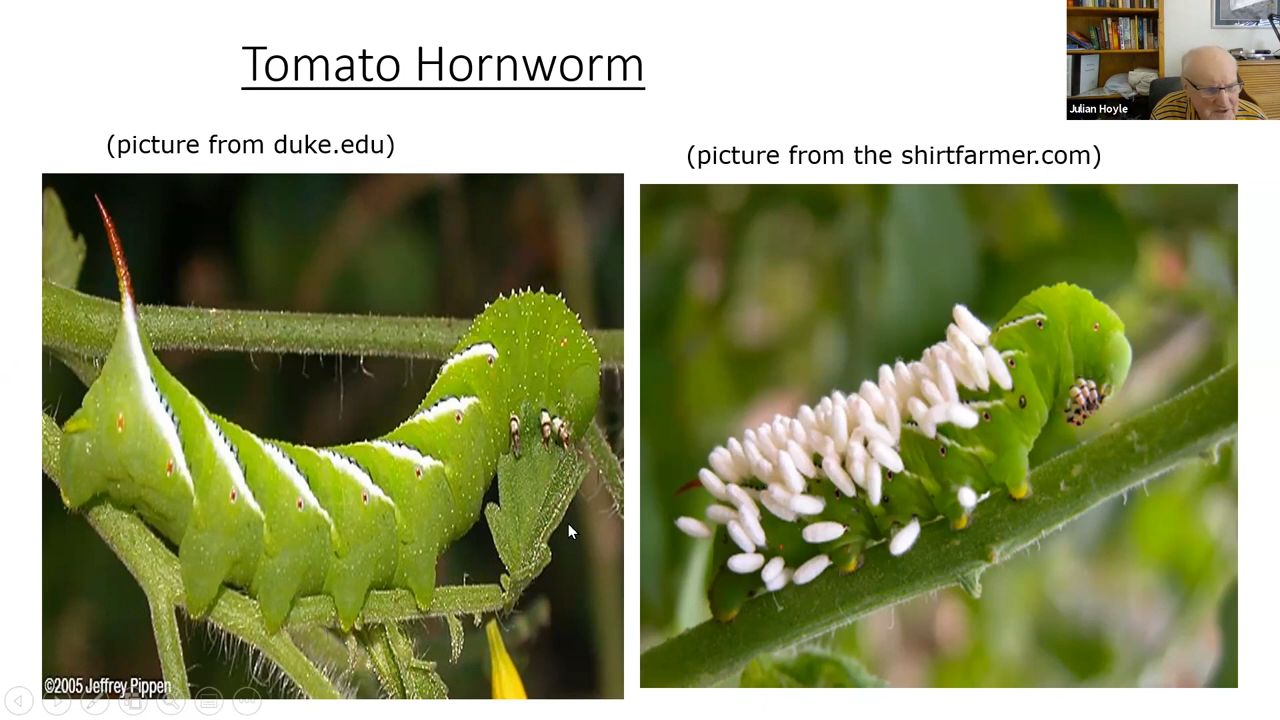 Tomato Hornworm
Julian Hoyle
(picture from duke.edu)
(picture from the shirtfarmer.com)
©2005 Jeffrey Pippen